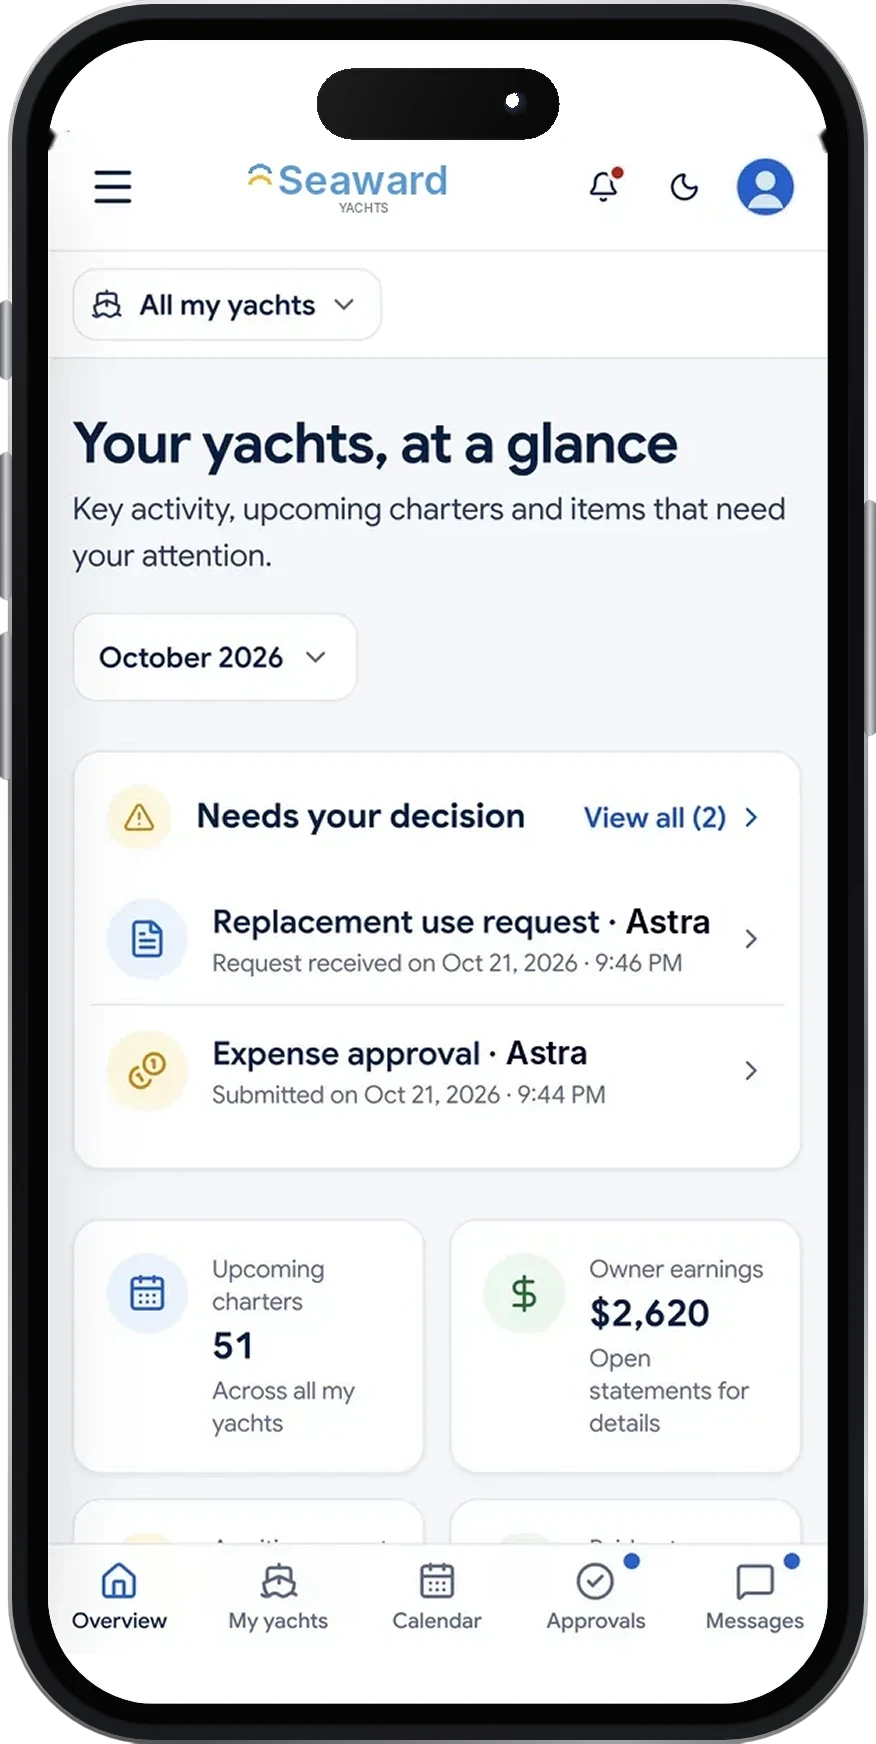 Seaward
YACHTS
All my yachts
Your yachts, at a glance
Key activity, upcoming charters and items that need
your attention.
October 2026
Needs your decision
View all (2)
Replacement use request · Astra
Request received on Oct 21, 2026 · 9:46 PM
Expense approval · Astra
Submitted on Oct 21, 2026 · 9:44 PM
Upcoming
charters
51
Across all my
yachts
Owner earnings
$2,620
Open
statements for
details
Overview
My yachts
Calendar
Approvals
Messages